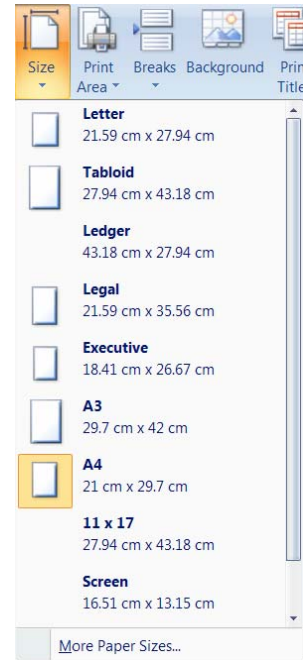 Size Print Area Breaks Background
Letter
21.59 cm x 27.94 cm
Tabloid
27.94 cm x 43.18 cm
Ledger
43.18 cm x 27.94 cm
Legal
21.59 cm x 35.56 cm
Executive
18.41 cm x 26.67 cm
A3
29.7 cm x 42 cm
A4
21 cm x 29.7 cm
11 x 17
27.94 cm x 43.18 cm
Screen
16.51 cm x 13.15 cm
More Paper Sizes...